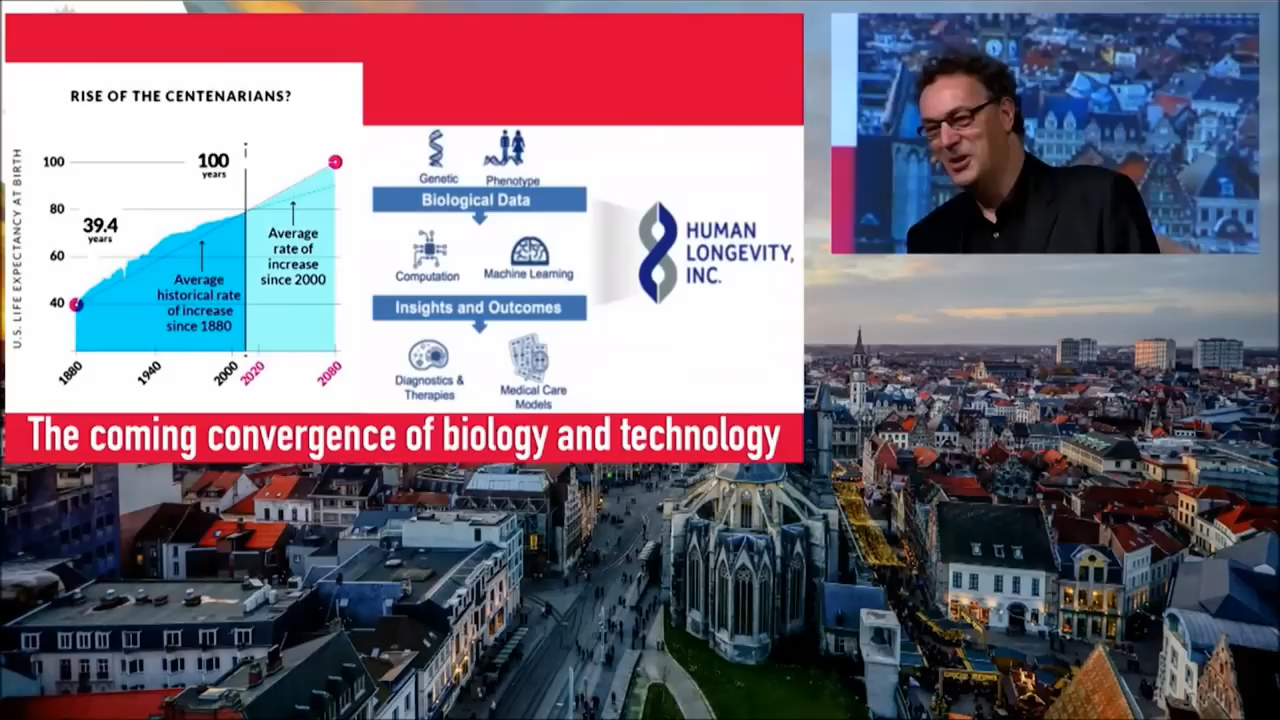 RISE OF THE CENTENARIANS?
U.S. LIFE EXPECTANCY AT BIRTH
100
80
60
40
39.4
years
100
years
Average
historical rate
of increase
since 1880
Average
rate of
increase
since 2000
1880
1940
2000
2020
2080
Genetic
Phenotype
Biological Data
Computation
Machine Learning
Insights and Outcomes
Diagnostics &
Therapies
Medical Care
Models
HUMAN
LONGEVITY,
INC.
The coming convergence of biology and technology